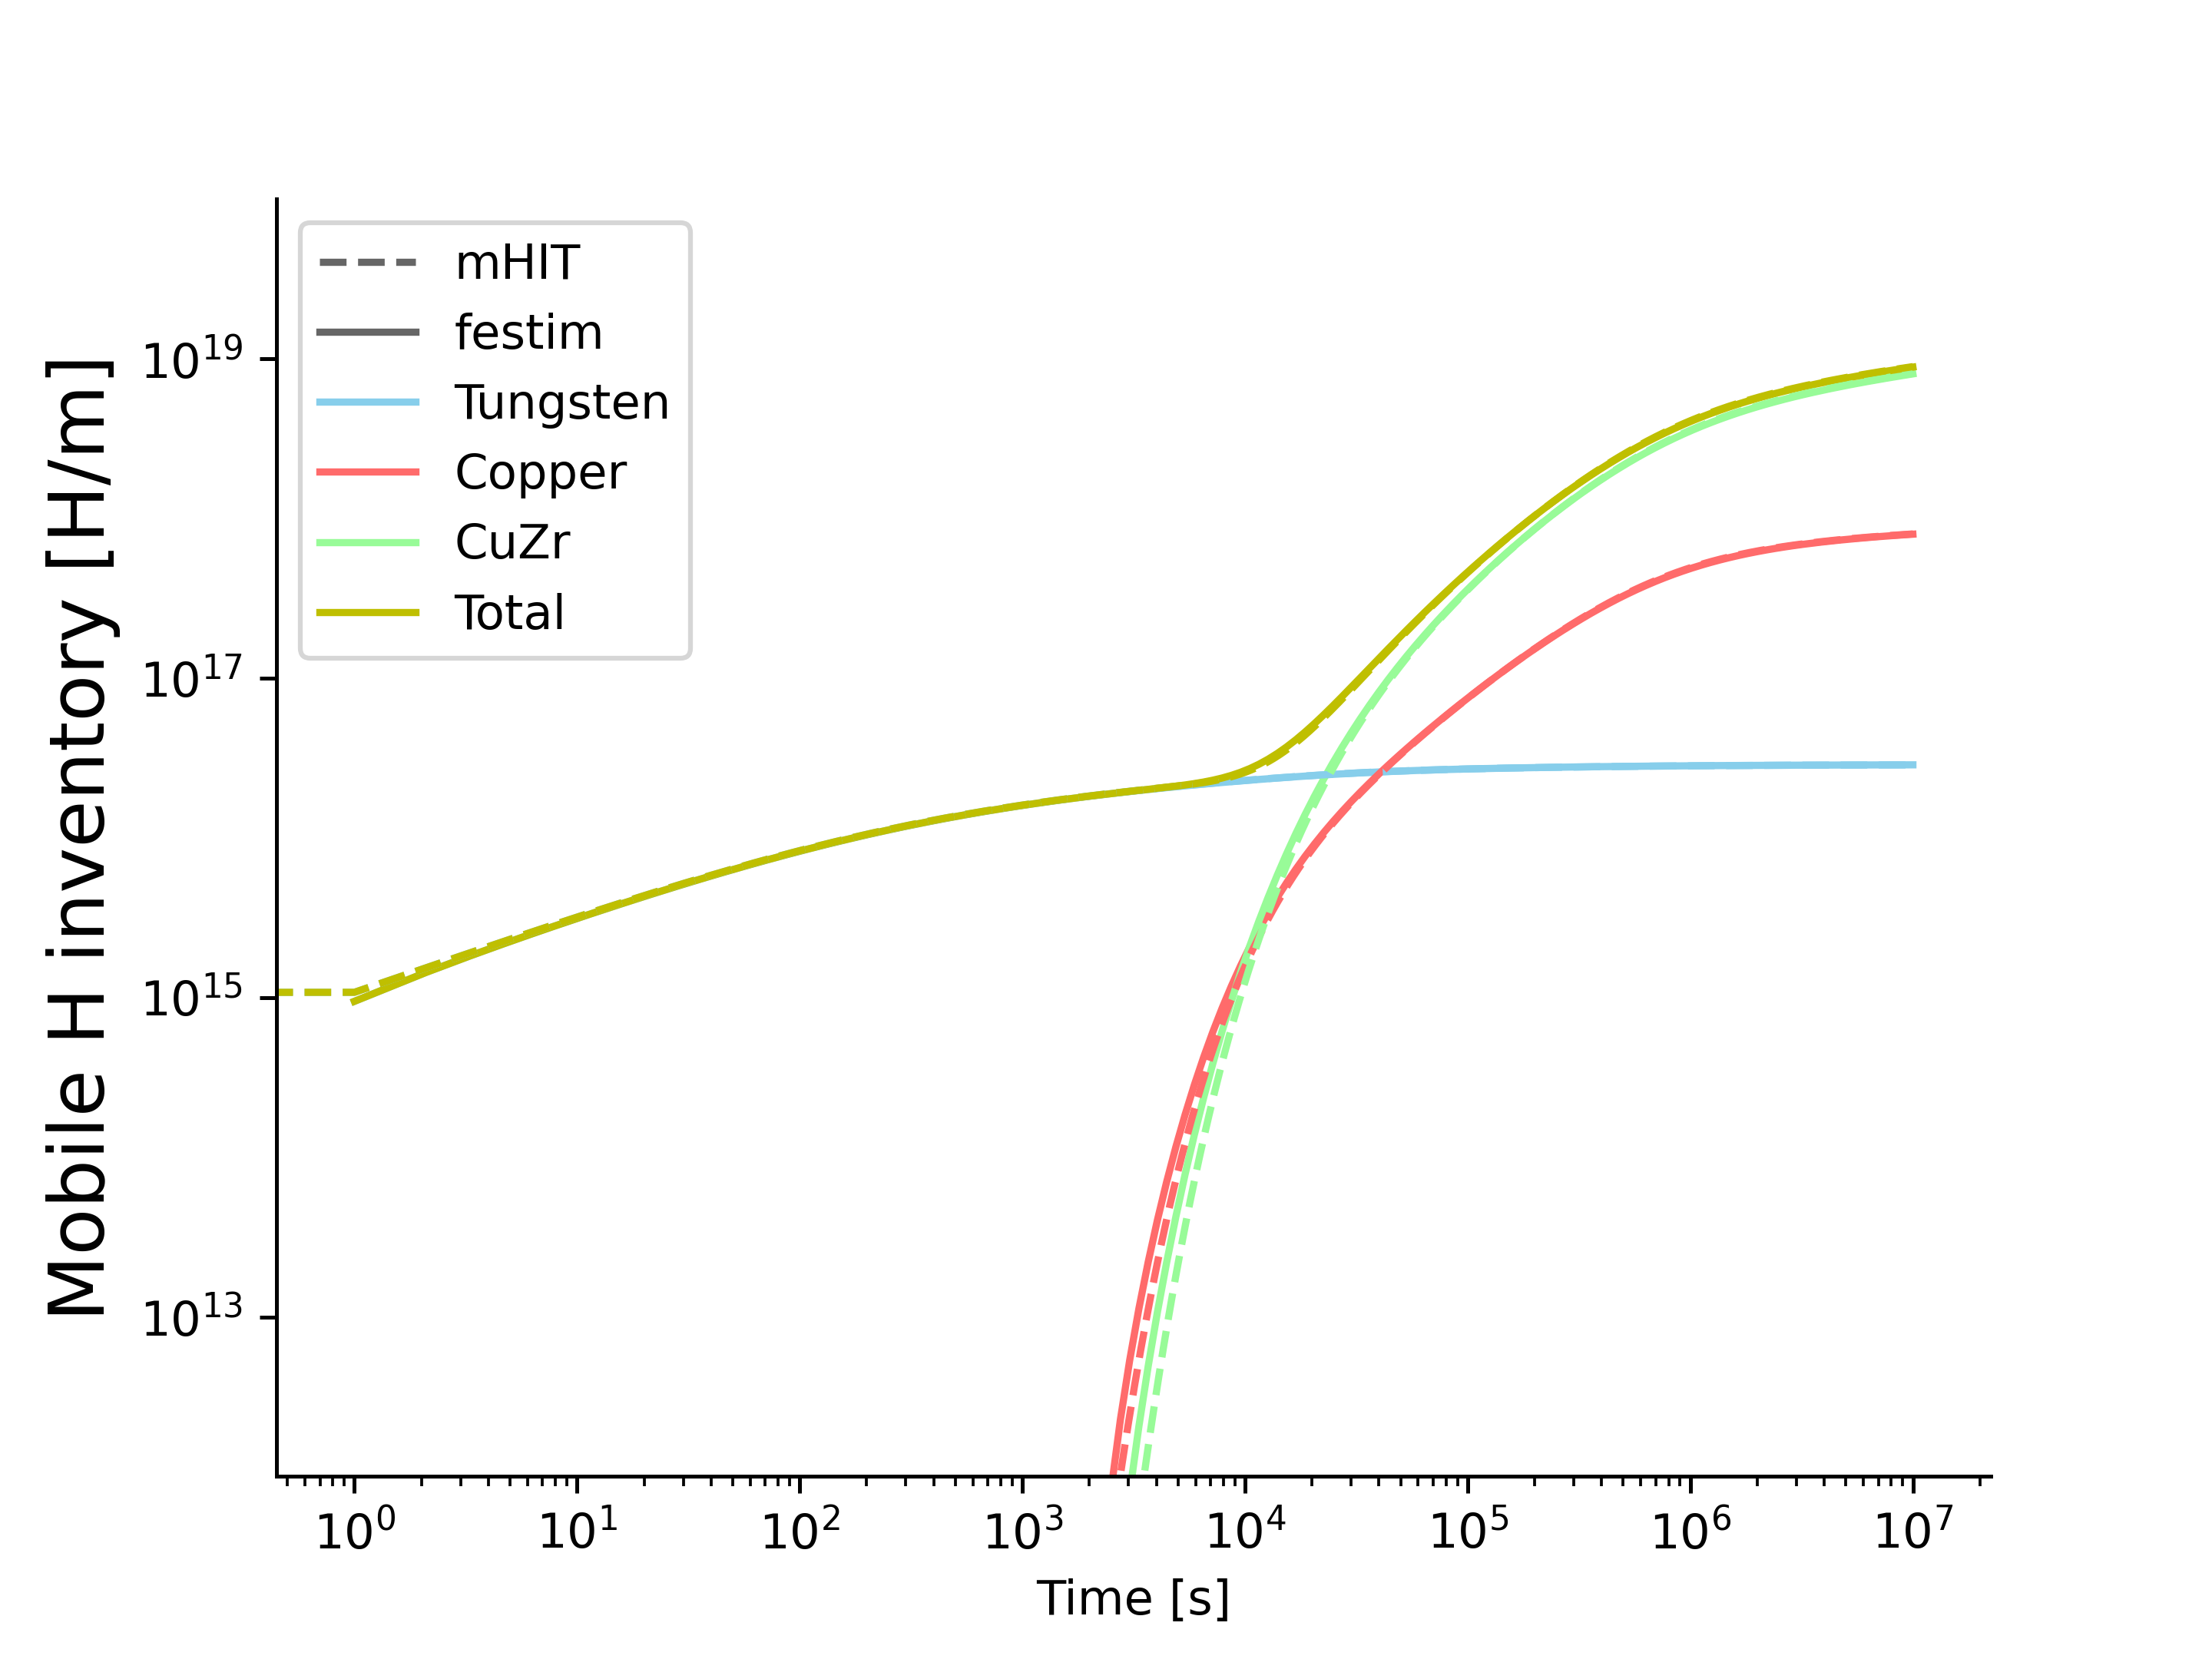 Mobile H inventory [H/m]
10^19
10^17
10^15
10^13
mHIT
festim
Tungsten
Copper
CuZr
Total
10^0 10^1 10^2 10^3 10^4 10^5 10^6 10^7
Time [s]